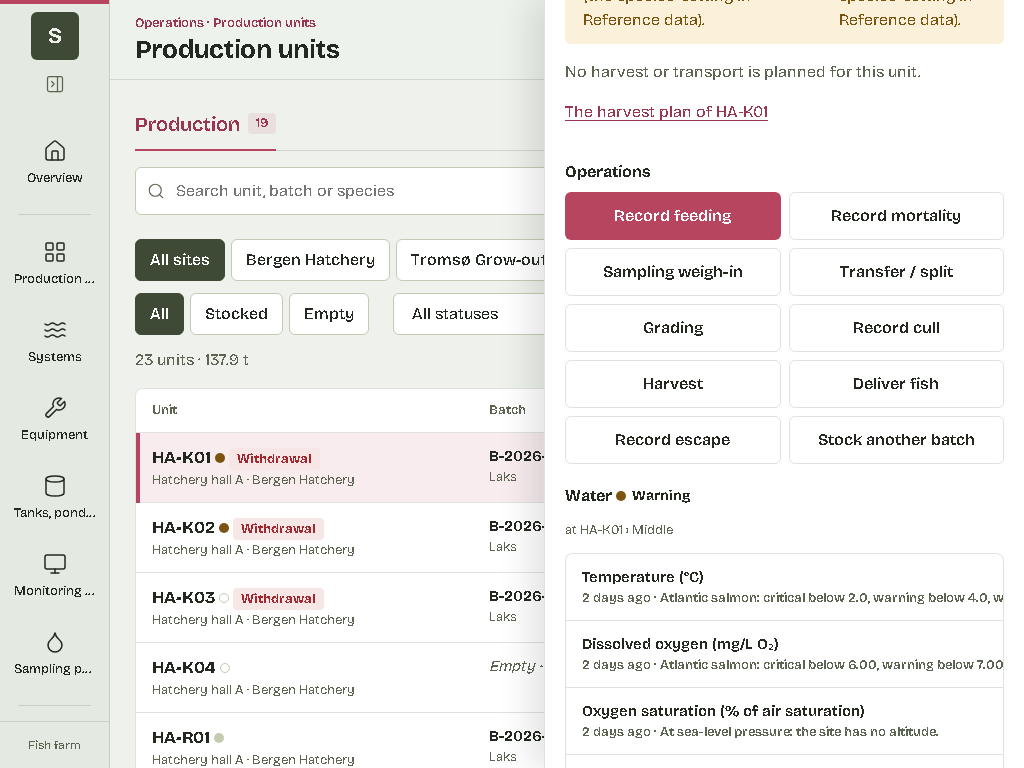 S
Overview
Production ...
Systems
Equipment
Tanks, pond...
Monitoring ...
Sampling p...
Fish farm
Operations · Production units
Production units
Production 19
Search unit, batch or species
All sites
Bergen Hatchery
Tromsø Grow-out
All
Stocked
Empty
All statuses
23 units · 137.9 t
Unit Batch
HA-K01 Withdrawal B-2026-
Hatchery hall A · Bergen Hatchery Laks
HA-K02 Withdrawal B-2026-
Hatchery hall A · Bergen Hatchery Laks
HA-K03 Withdrawal B-2026-
Hatchery hall A · Bergen Hatchery Laks
HA-K04 Empty ·
Hatchery hall A · Bergen Hatchery
HA-R01 B-2026-
Hatchery hall A · Bergen Hatchery Laks
Reference data). Reference data).
No harvest or transport is planned for this unit.
The harvest plan of HA-K01
Operations
Record feeding
Record mortality
Sampling weigh-in
Transfer / split
Grading
Record cull
Harvest
Deliver fish
Record escape
Stock another batch
Water Warning
at HA-K01 › Middle
Temperature (°C)
2 days ago · Atlantic salmon: critical below 2.0, warning below 4.0, w
Dissolved oxygen (mg/L O₂)
2 days ago · Atlantic salmon: critical below 6.00, warning below 7.00
Oxygen saturation (% of air saturation)
2 days ago · At sea-level pressure: the site has no altitude.